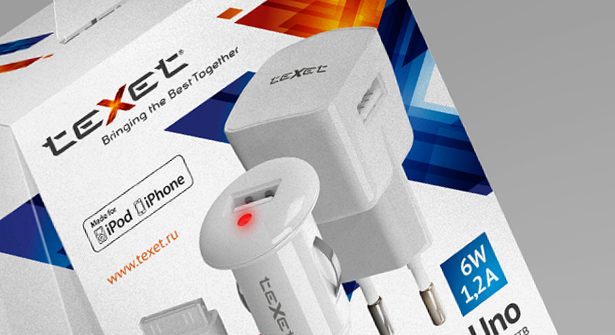 teXet®
Bringing the Best Together
teXet
Made for
iPod iPhone
www.texet.ru
teXet
6W
1,2A
Uno